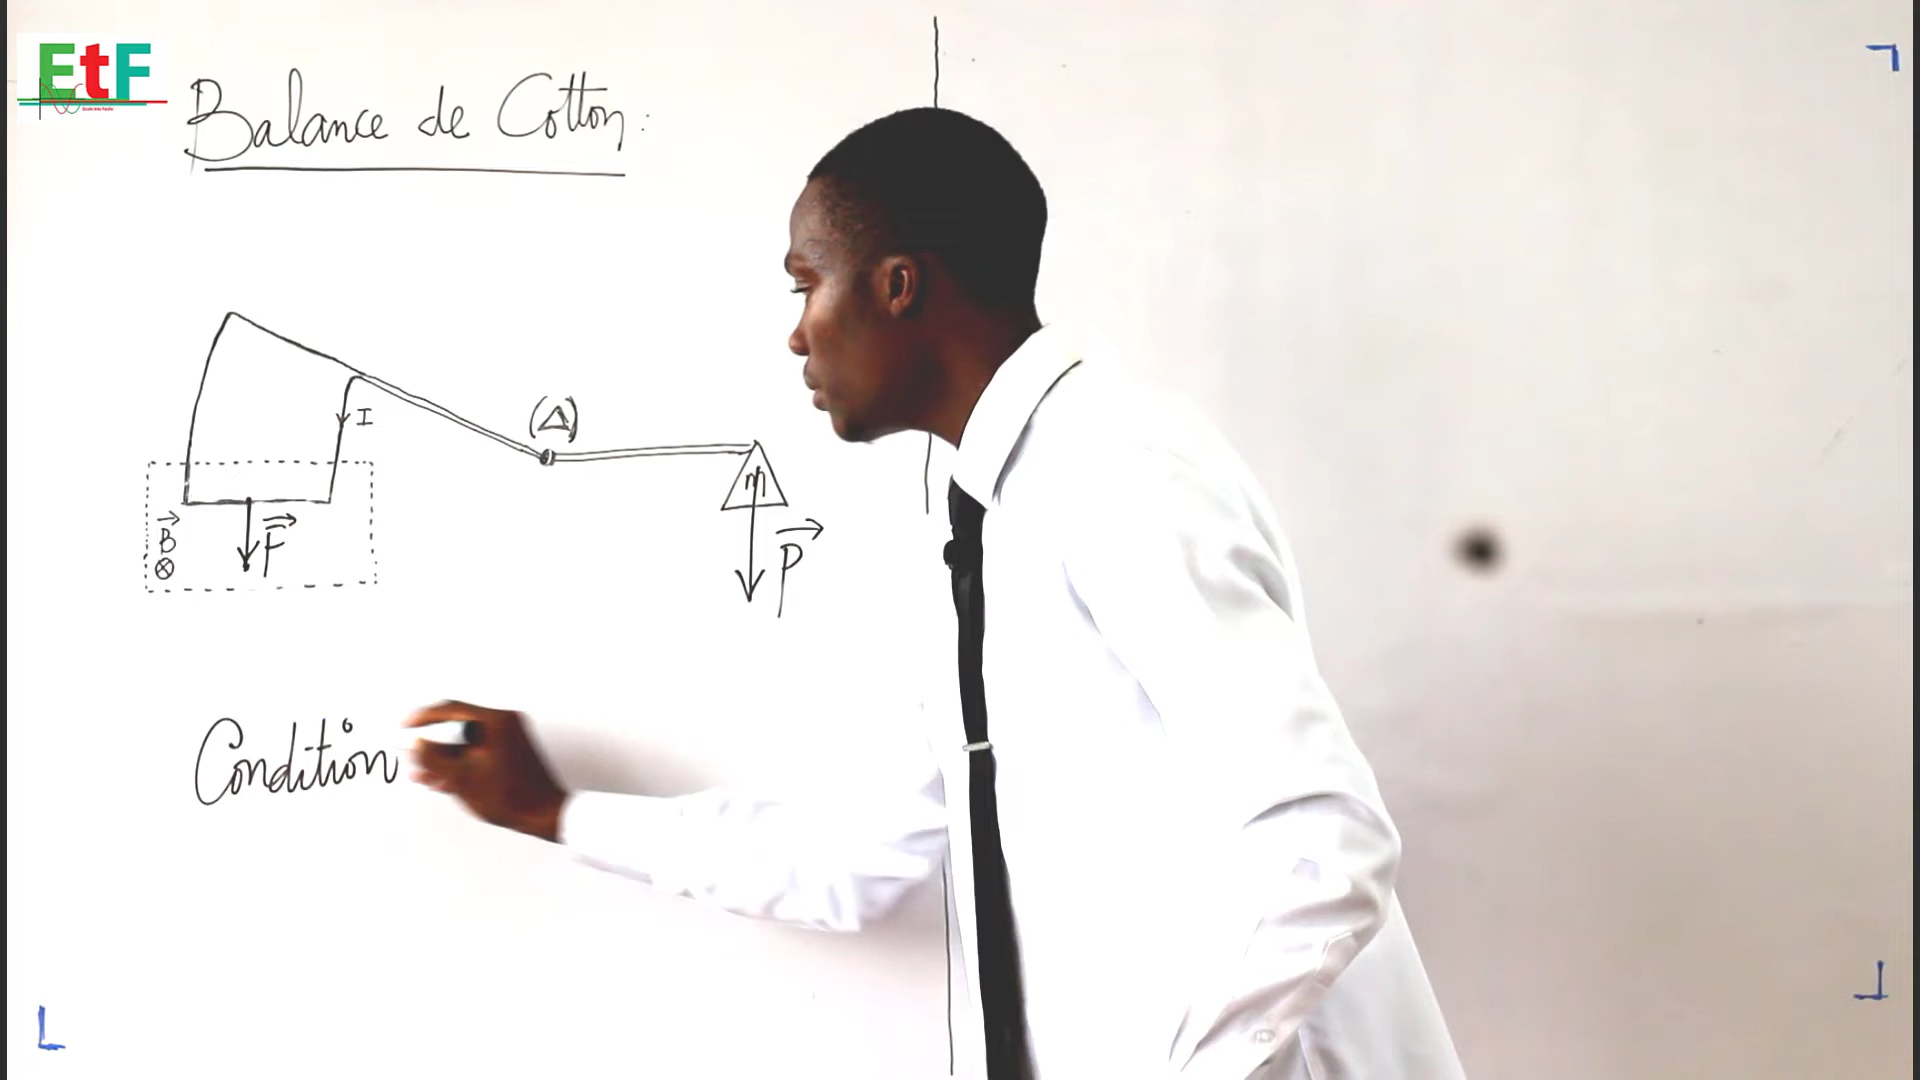 EtF
Balance de Cotton:
I
(Δ)
m
B
F
P
Condition